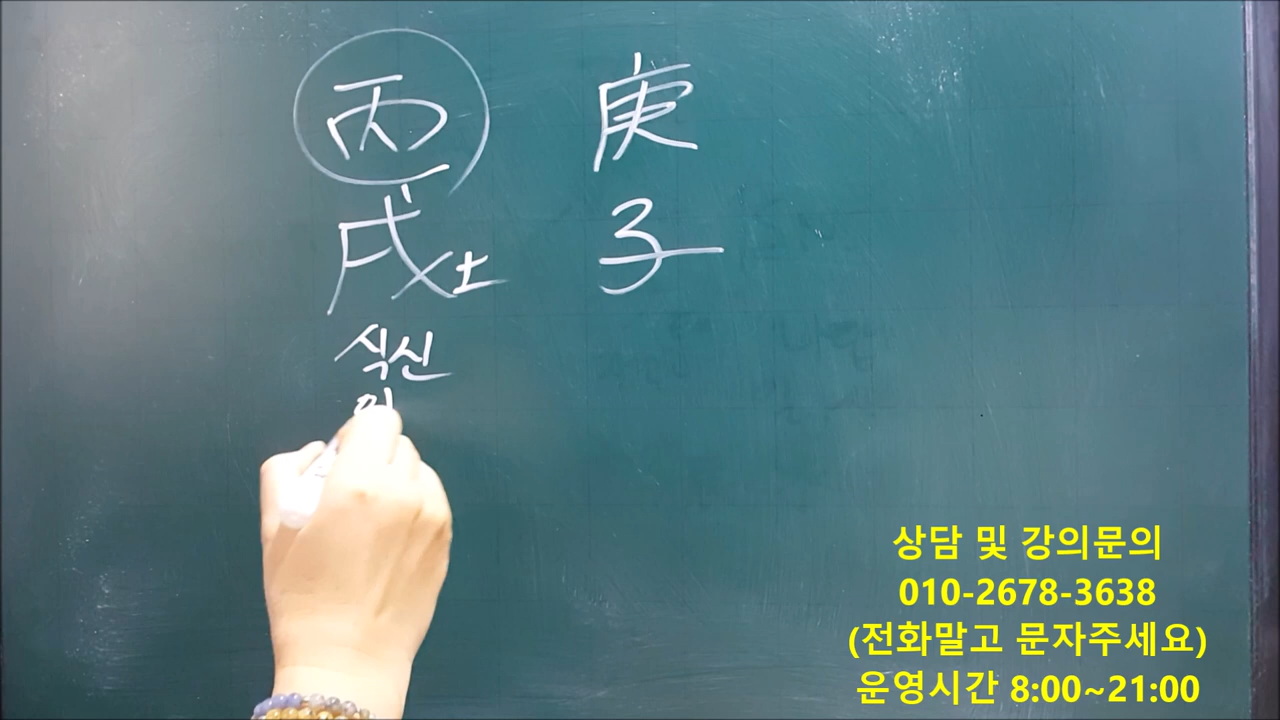 丙 庚
戌土 子
식신
상담 및 강의문의
010-2678-3638
(전화말고 문자주세요)
운영시간 8:00~21:00